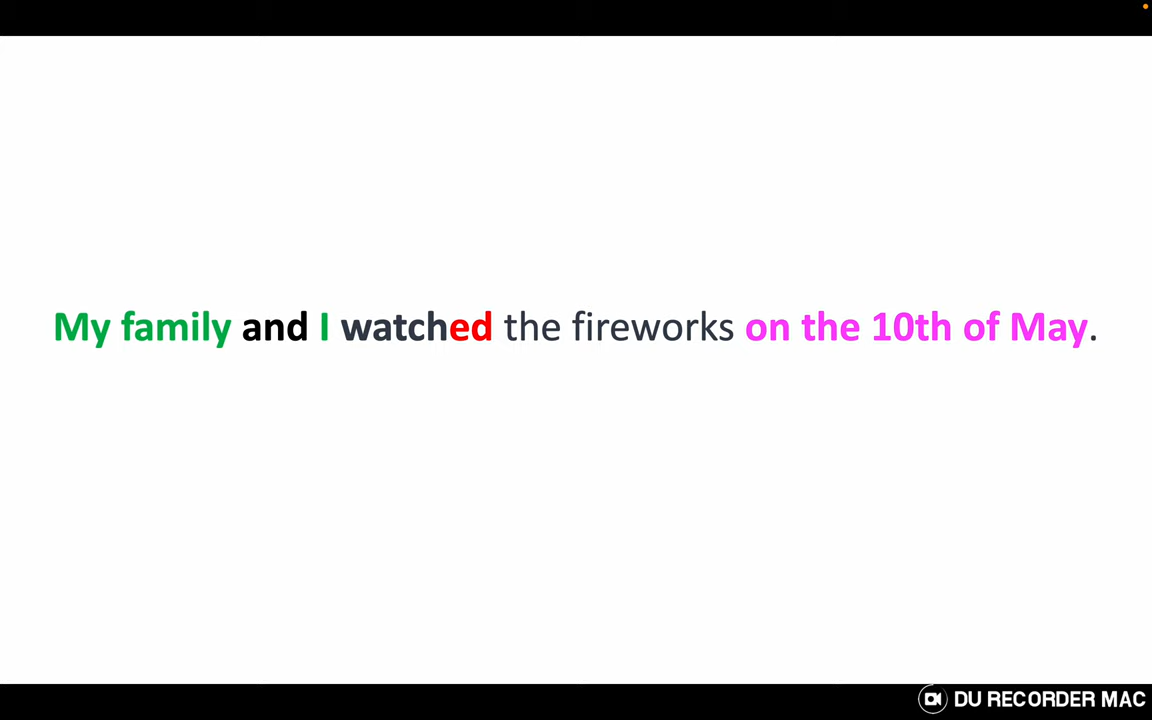 My family and I watched the fireworks on the 10th of May.
DU RECORDER MAC